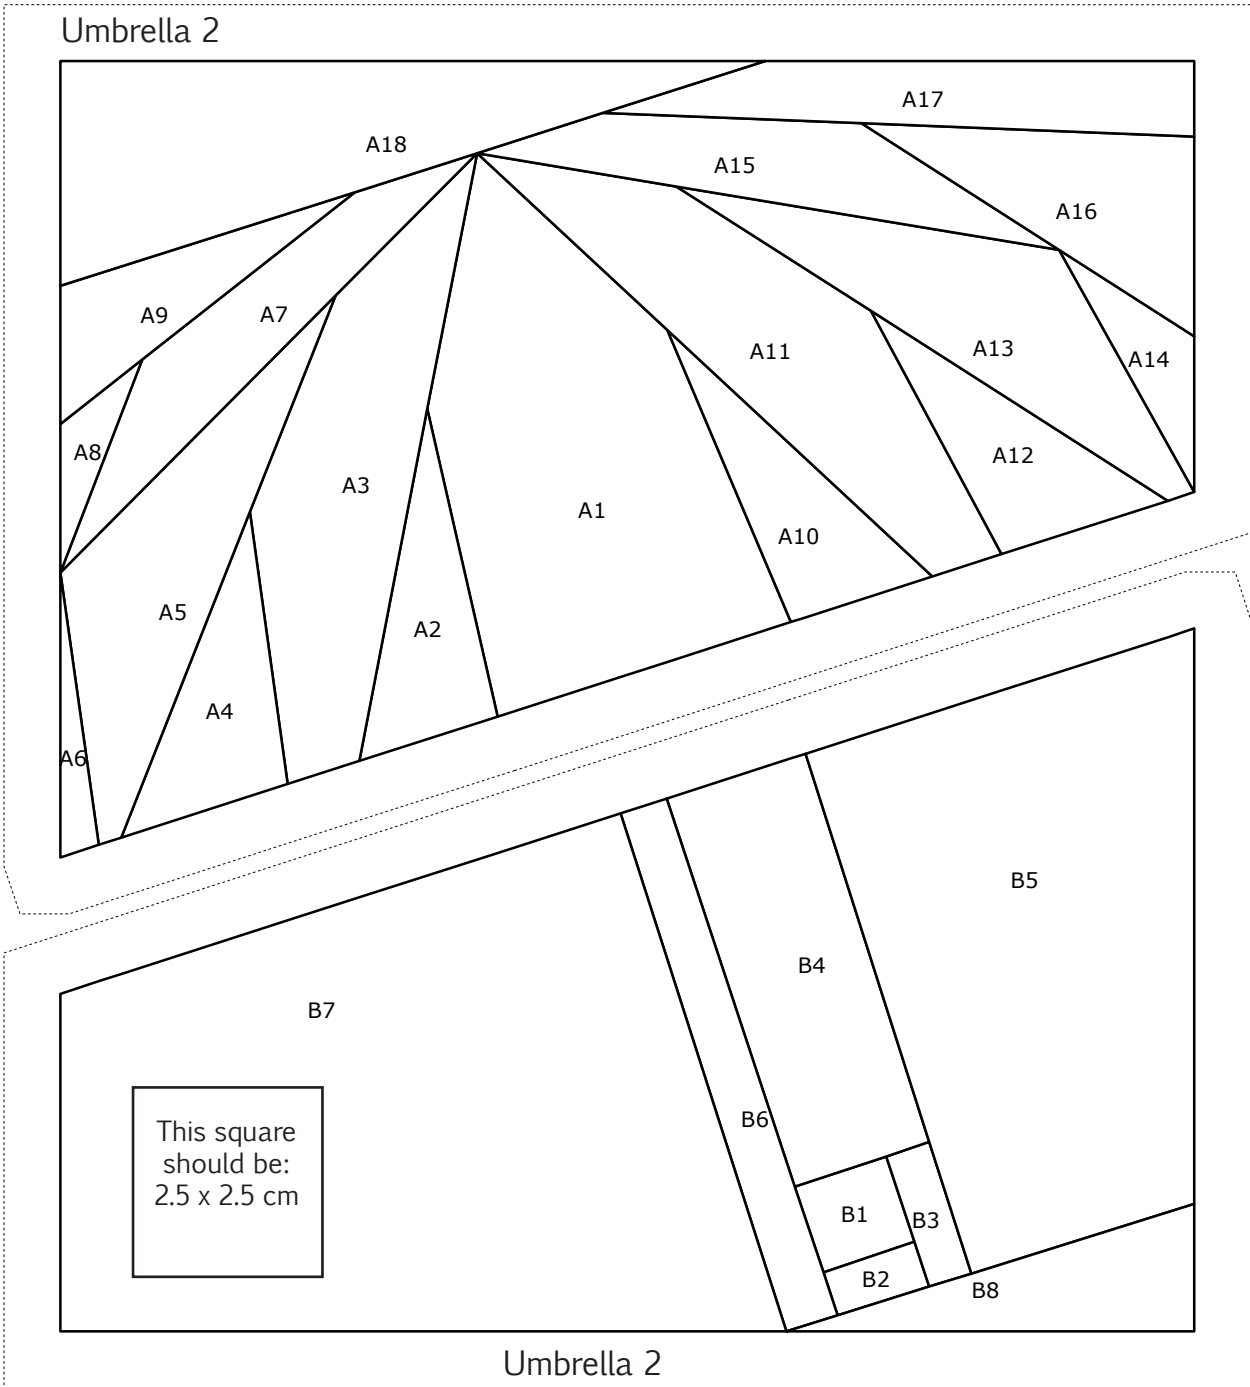 Umbrella 2
A17
A18
A15
A16
A9
A7
A11
A13
A14
A8
A12
A3
A1
A10
A5
A2
A4
A6
B5
B4
B7
B6
This square
should be:
2.5 x 2.5 cm
B1
B3
B2
B8
Umbrella 2